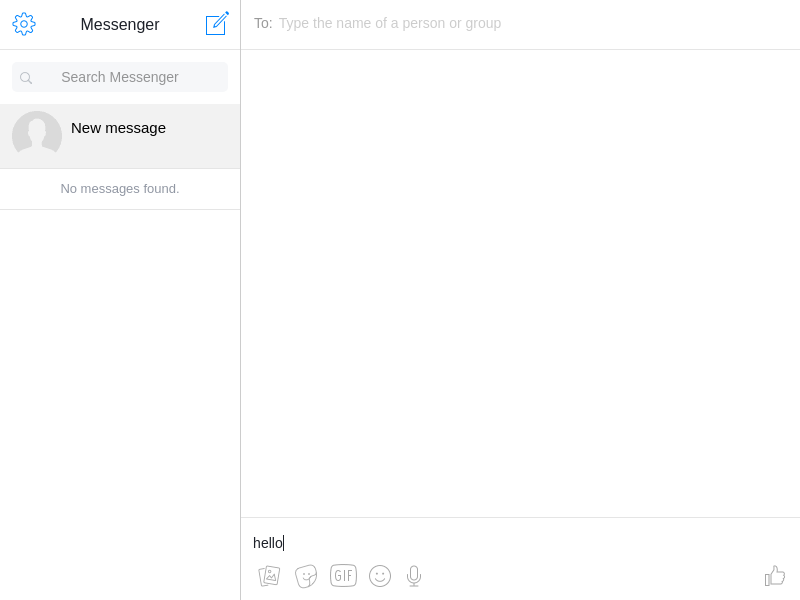 Messenger
To: Type the name of a person or group
Search Messenger
New message
No messages found.
hello
GIF